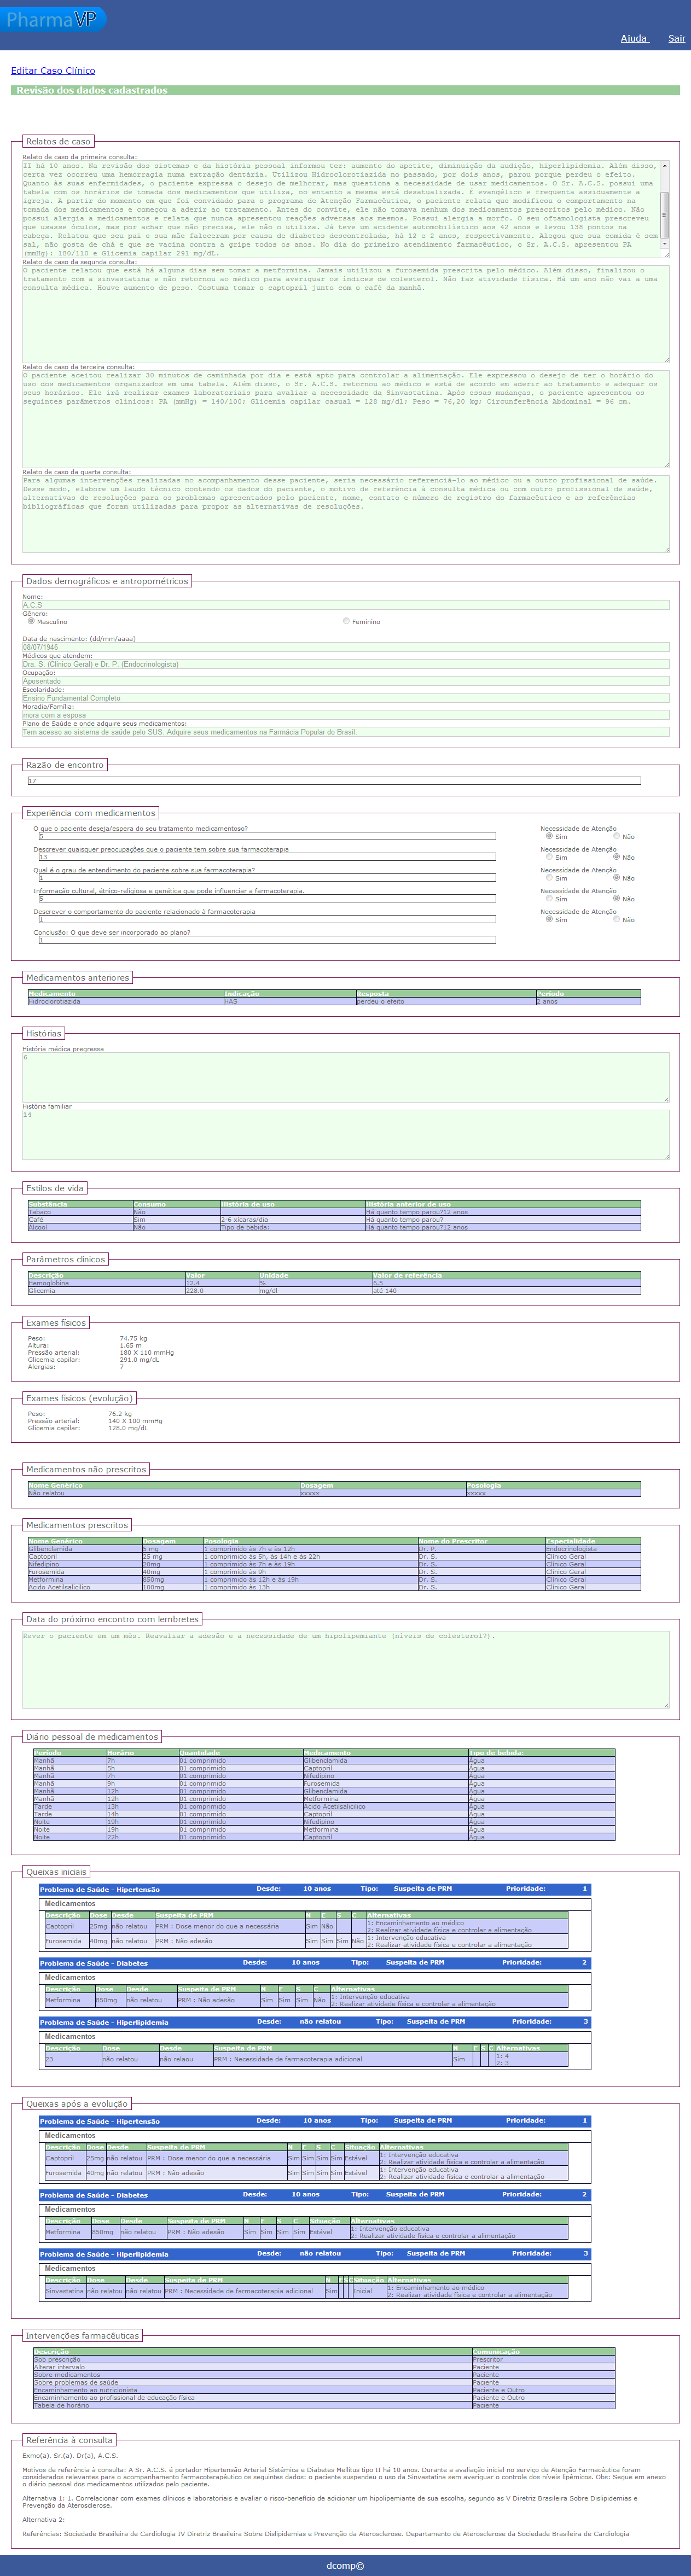 PharmaVP
Ajuda Sair
Editar Caso Clínico
Revisão dos dados cadastrados
Relatos de caso
Relato de caso da primeira consulta:
II há 10 anos. Na revisão dos sistemas e da história pessoal informou ter: aumento do apetite, diminuição da audição, hiperlipidemia. Além disso,
certa vez ocorreu uma hemorragia numa extração dentária. Utilizou Hidroclorotiazida no passado, por dois anos, parou porque perdeu o efeito.
Quanto às suas enfermidades, o paciente expressa o desejo de melhorar, mas questiona a necessidade de usar medicamentos. O Sr. A.C.S. possui uma
tabela com os horários de tomada dos medicamentos que utiliza, no entanto a mesma está desatualizada. É evangélico e freqüenta assiduamente a
igreja. A partir do momento em que foi convidado para o programa de Atenção Farmacêutica, o paciente relata que modificou o comportamento na
tomada dos medicamentos e começou a aderir ao tratamento. Antes do convite, ele não tomava nenhum dos medicamentos prescritos pelo médico. Não
possui alergia a medicamentos e relata que nunca teve reações adversas aos mesmos. Possui alergia a morfo. O seu oftamologista prescreveu
que usasse óculos, mas por achar que não precisa, ele não o utiliza. Já teve um acidente automobilístico aos 42 anos e levou 138 pontos na
cabeça. Relatou que seu pai e sua mãe faleceram por causa de diabetes descontrolada, há 12 e 2 anos, respectivamente. Alegou que sua comida é sem
sal, não gosta de chá e que se vacina contra a gripe todos os anos. No dia do primeiro atendimento farmacêutico, o Sr. A.C.S. apresentou PA
(mmHg): 180/110 e Glicemia capilar 291 mg/dL.
Relato de caso da segunda consulta:
O paciente relatou que está há alguns dias sem tomar a metformina. Jamais utilizou a furosemida prescrita pelo médico. Além disso, finalizou o
tratamento com a sinvastatina e não retornou ao médico para averiguar os índices de colesterol. Não faz atividade física. Há um ano não vai a uma
consulta médica. Houve aumento de peso. Costuma tomar o captopril junto com o café da manhã.
Relato de caso da terceira consulta:
O paciente aceitou realizar 30 minutos de caminhada por dia e está apto para controlar a alimentação. Ele expressou o desejo de ter o horário do
uso dos medicamentos organizados em uma tabela. Além disso, o Sr. A.C.S. retornou ao médico e está de acordo em aderir ao tratamento e adequar os
seus horários. Ele irá realizar exames laboratoriais para avaliar a necessidade da Sinvastatina. Após essas mudanças, o paciente apresentou os
seguintes parâmetros clínicos: PA (mmHg) = 140/100; Glicemia capilar casual = 128 mg/dl; Peso = 76,20 kg; Circunferência Abdominal = 96 cm.
Relato de caso da quarta consulta:
Para algumas intervenções realizadas no acompanhamento desse paciente, seria necessário referenciá-lo ao médico ou a outro profissional de saúde.
Desse modo, elabore um laudo técnico contendo os dados do paciente, o motivo de referência à consulta médica ou com outro profissional de saúde,
alternativas de resoluções para os problemas apresentados pelo paciente, nome, contato e número de registro do farmacêutico e as referências
bibliográficas que foram utilizadas para propor as alternativas de resoluções.
Dados demográficos e antropométricos
Nome:
A.C.S
Gênero:
Masculino Feminino
Data de nascimento: (dd/mm/aaaa)
08/07/1946
Médicos que atendem:
Dra. S. (Clínico Geral) e Dr. P. (Endocrinologista)
Ocupação:
Aposentado
Escolaridade:
Ensino Fundamental Completo
Moradia/Família:
mora com a esposa
Plano de Saúde e onde adquire seus medicamentos:
Tem acesso ao sistema de saúde pelo SUS. Adquire seus medicamentos na Farmácia Popular do Brasil.
Razão de encontro
17
Experiência com medicamentos
O que o paciente deseja/espera do seu tratamento medicamentoso? Necessidade de Atenção
5 Sim Não
Descrever quaisquer preocupações que o paciente tem sobre sua farmacoterapia Necessidade de Atenção
13 Sim Não
Qual é o grau de entendimento do paciente sobre sua farmacoterapia? Necessidade de Atenção
1 Sim Não
Informação cultural, étnico-religiosa e genética que pode influenciar a farmacoterapia. Necessidade de Atenção
5 Sim Não
Descrever o comportamento do paciente relacionado à farmacoterapia Necessidade de Atenção
1 Sim Não
Conclusão: O que deve ser incorporado ao plano?
1
Medicamentos anteriores
Medicamento Indicação Resposta Período
Hidroclorotiazida HAS perdeu o efeito 2 anos
Histórias
História médica pregressa
6
História familiar
14
Estilos de vida
Substância Consumo História de uso História anterior de uso
Tabaco Não Há quanto tempo parou?12 anos
Café Sim 2-6 xícaras/dia Há quanto tempo parou?
Álcool Não Tipo de bebida: Há quanto tempo parou?12 anos
Parâmetros clínicos
Descrição Valor Unidade Valor de referência
Hemoglobina 12.4 % 6.5
Glicemia 228.0 mg/dl até 140
Exames físicos
Peso: 74.75 kg
Altura: 1.65 m
Pressão arterial: 180 X 110 mmHg
Glicemia capilar: 291.0 mg/dL
Alergias: 7
Exames físicos (evolução)
Peso: 76.2 kg
Pressão arterial: 140 X 100 mmHg
Glicemia capilar: 128.0 mg/dL
Medicamentos não prescritos
Nome Genérico Dosagem Posologia
Não relatou xxxxx xxxxx
Medicamentos prescritos
Nome Genérico Dosagem Posologia Nome do Prescritor Especialidade
Glibenclamida 5 mg 1 comprimido às 7h e às 12h Dr. P. Endocrinologista
Captopril 25 mg 1 comprimido às 5h, às 14h e às 22h Dr. S. Clínico Geral
Nifedipino 20mg 1 comprimido às 7h e às 19h Dr. S. Clínico Geral
Furosemida 40mg 1 comprimido às 9h Dr. S. Clínico Geral
Metformina 850mg 1 comprimido às 12h e às 19h Dr. S. Clínico Geral
Acido Acetilsalicílico 100mg 1 comprimido às 13h Dr. S. Clínico Geral
Data do próximo encontro com lembretes
Rever o paciente em um mês. Reavaliar a adesão e a necessidade de um hipolipemiante (níveis de colesterol?).
Diário pessoal de medicamentos
Período Horário Quantidade Medicamento Tipo de bebida:
Manhã 7h 01 comprimido Glibenclamida Água
Manhã 5h 01 comprimido Captopril Água
Manhã 7h 01 comprimido Nifedipino Água
Manhã 9h 01 comprimido Furosemida Água
Manhã 12h 01 comprimido Glibenclamida Água
Manhã 12h 01 comprimido Metformina Água
Tarde 13h 01 comprimido Acido Acetilsalicílico Água
Tarde 14h 01 comprimido Captopril Água
Noite 19h 01 comprimido Nifedipino Água
Noite 19h 01 comprimido Metformina Água
Noite 22h 01 comprimido Captopril Água
Queixas iniciais
Problema de Saúde - Hipertensão Desde: 10 anos Tipo: Suspeita de PRM Prioridade: 1
Medicamentos
Descrição Dose Desde Suspeita de PRM N E S C Alternativas
Captopril 25mg não relatou PRM : Dose menor do que a necessária Sim Não 1: Encaminhamento ao médico
2: Realizar atividade física e controlar a alimentação
Furosemida 40mg não relatou PRM : Não adesão Sim Sim Sim Não 1: Intervenção educativa
2: Realizar atividade física e controlar a alimentação
Problema de Saúde - Diabetes Desde: 10 anos Tipo: Suspeita de PRM Prioridade: 2
Medicamentos
Descrição Dose Desde Suspeita de PRM N E S C Alternativas
Metformina 850mg não relatou PRM : Não adesão Sim Sim Sim Não 1: Intervenção educativa
2: Realizar atividade física e controlar a alimentação
Problema de Saúde - Hiperlipidemia Desde: não relatou Tipo: Suspeita de PRM Prioridade: 3
Medicamentos
Descrição Dose Desde Suspeita de PRM N E S C Alternativas
23 não relatou não relaou PRM : Necessidade de farmacoterapia adicional Sim 1: 4
2: 3
Queixas após a evolução
Problema de Saúde - Hipertensão Desde: 10 anos Tipo: Suspeita de PRM Prioridade: 1
Medicamentos
Descrição Dose Desde Suspeita de PRM N E S C Situação Alternativas
Captopril 25mg não relatou PRM : Dose menor do que a necessária Sim Sim Sim Sim Estável 1: Intervenção educativa
2: Realizar atividade física e controlar a alimentação
Furosemida 40mg não relatou PRM : Não adesão Sim Sim Sim Sim Estável 1: Intervenção educativa
2: Realizar atividade física e controlar a alimentação
Problema de Saúde - Diabetes Desde: 10 anos Tipo: Suspeita de PRM Prioridade: 2
Medicamentos
Descrição Dose Desde Suspeita de PRM N E S C Situação Alternativas
Metformina 850mg não relatou PRM : Não adesão Sim Sim Sim Sim Estável 1: Intervenção educativa
2: Realizar atividade física e controlar a alimentação
Problema de Saúde - Hiperlipidemia Desde: não relatou Tipo: Suspeita de PRM Prioridade: 3
Medicamentos
Descrição Dose Desde Suspeita de PRM N E S C Situação Alternativas
Sinvastatina não relatou não relatou PRM : Necessidade de farmacoterapia adicional Sim Inicial 1: Encaminhamento ao médico
2: Realizar atividade física e controlar a alimentação
Intervenções farmacêuticas
Descrição Comunicação
Sob prescrição Prescritor
Alterar intervalo Paciente
Sobre medicamentos Paciente
Sobre problemas de saúde Paciente
Encaminhamento ao nutricionista Paciente e Outro
Encaminhamento ao profissional de educação física Paciente e Outro
Tabela de horário Paciente
Referência à consulta
Exmo(a). Sr.(a). Dr(a), A.C.S.
Motivos de referência à consulta: A Sr. A.C.S. é portador Hipertensão Arterial Sistêmica e Diabetes Mellitus tipo II há 10 anos. Durante a avaliação inicial no serviço de Atenção Farmacêutica foram
considerados relevantes para o acompanhamento farmacoterapêutico os seguintes dados: o paciente suspendeu o uso da Sinvastatina sem averiguar o controle dos níveis lipêmicos. Obs: Segue em anexo
o diário pessoal dos medicamentos utilizados pelo paciente.
Alternativa 1: 1. Correlacionar com exames clínicos e laboratoriais e avaliar o risco-benefício de adicionar um hipolipemiante de sua escolha, segundo as V Diretriz Brasileira Sobre Dislipidemias e
Prevenção da Aterosclerose.
Alternativa 2:
Referências: Sociedade Brasileira de Cardiologia IV Diretriz Brasileira Sobre Dislipidemias e Prevenção da Aterosclerose. Departamento de Aterosclerose da Sociedade Brasileira de Cardiologia
dcomp©